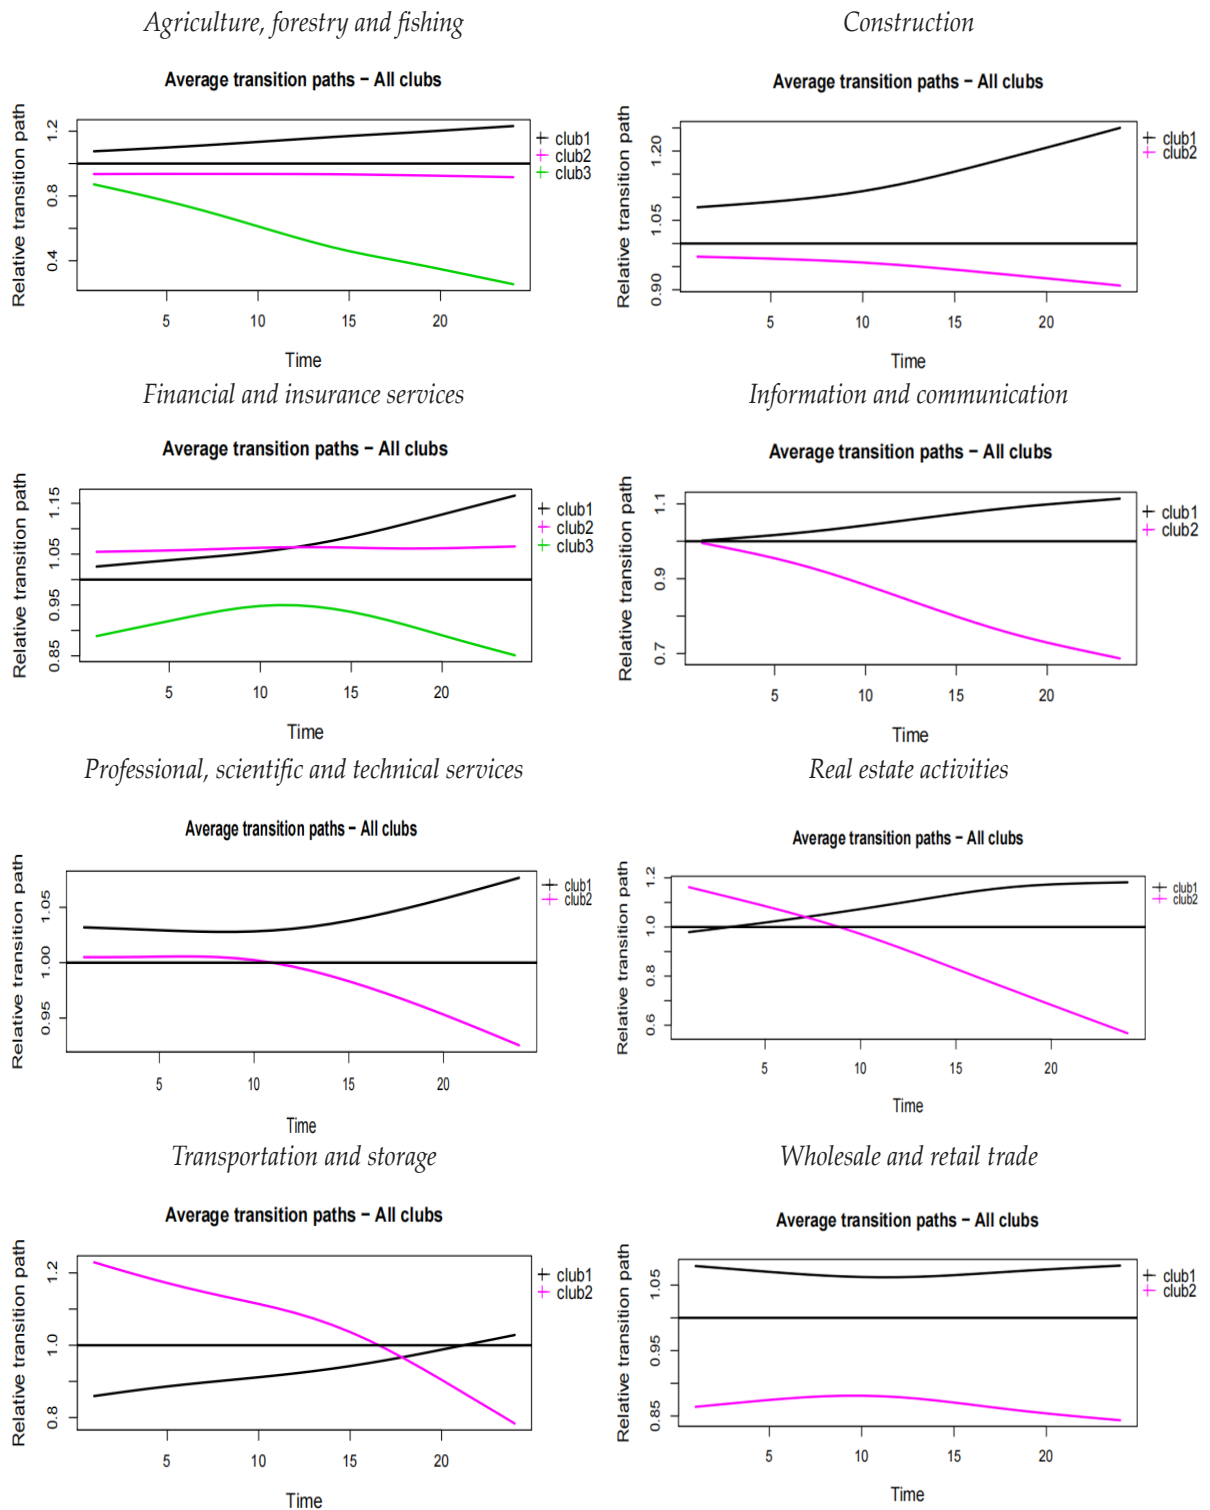 Agriculture, forestry and fishing
Average transition paths – All clubs
Relative transition path
1.2
0.8
0.4
5 10 15 20
Time
club1
club2
club3
Construction
Average transition paths – All clubs
Relative transition path
1.20
1.05
0.90
5 10 15 20
Time
club1
club2
Financial and insurance services
Average transition paths – All clubs
Relative transition path
1.15
1.05
0.95
0.85
5 10 15 20
Time
club1
club2
club3
Information and communication
Average transition paths – All clubs
Relative transition path
1.1
0.9
0.7
5 10 15 20
Time
club1
club2
Professional, scientific and technical services
Average transition paths – All clubs
Relative transition path
1.05
1.00
0.95
5 10 15 20
Time
club1
club2
Real estate activities
Average transition paths – All clubs
Relative transition path
1.2
1.0
0.8
0.6
5 10 15 20
Time
club1
club2
Transportation and storage
Average transition paths – All clubs
Relative transition path
1.2
1.0
0.8
5 10 15 20
Time
club1
club2
Wholesale and retail trade
Average transition paths – All clubs
Relative transition path
1.05
0.95
0.85
5 10 15 20
Time
club1
club2